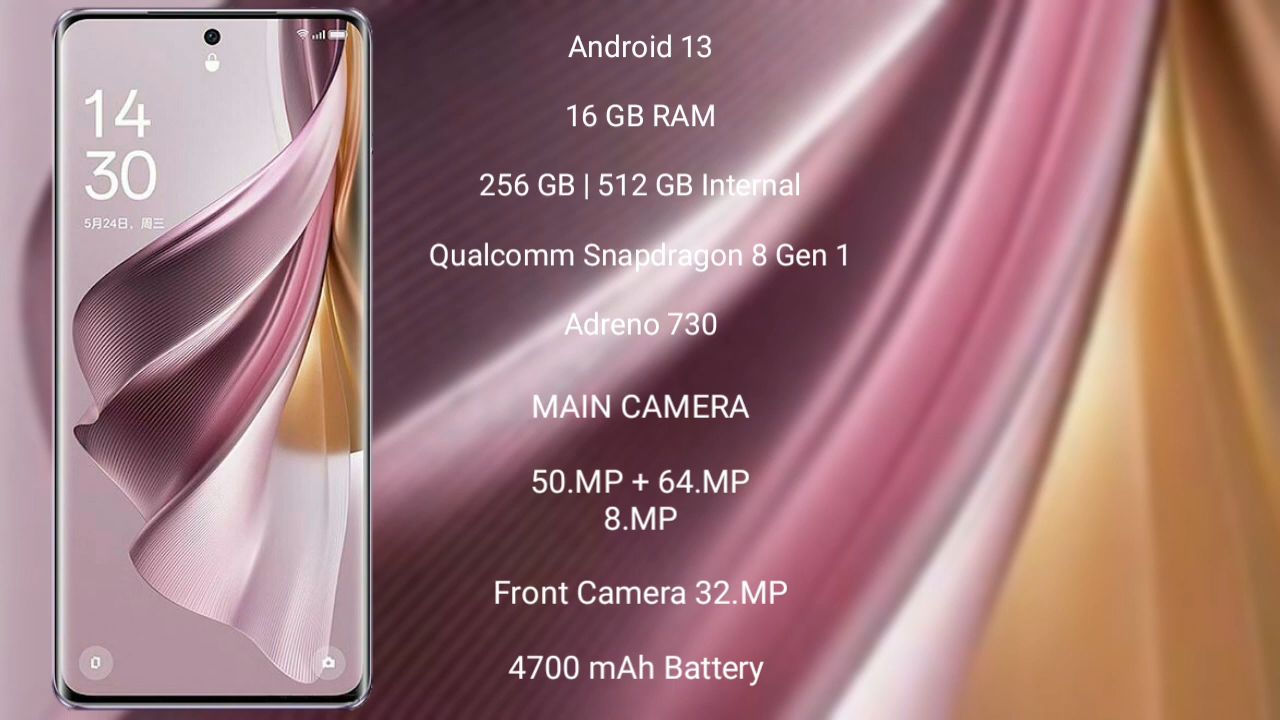 14
30
5月24日，周三
Android 13
16 GB RAM
256 GB | 512 GB Internal
Qualcomm Snapdragon 8 Gen 1
Adreno 730
MAIN CAMERA
50.MP + 64.MP
8.MP
Front Camera 32.MP
4700 mAh Battery